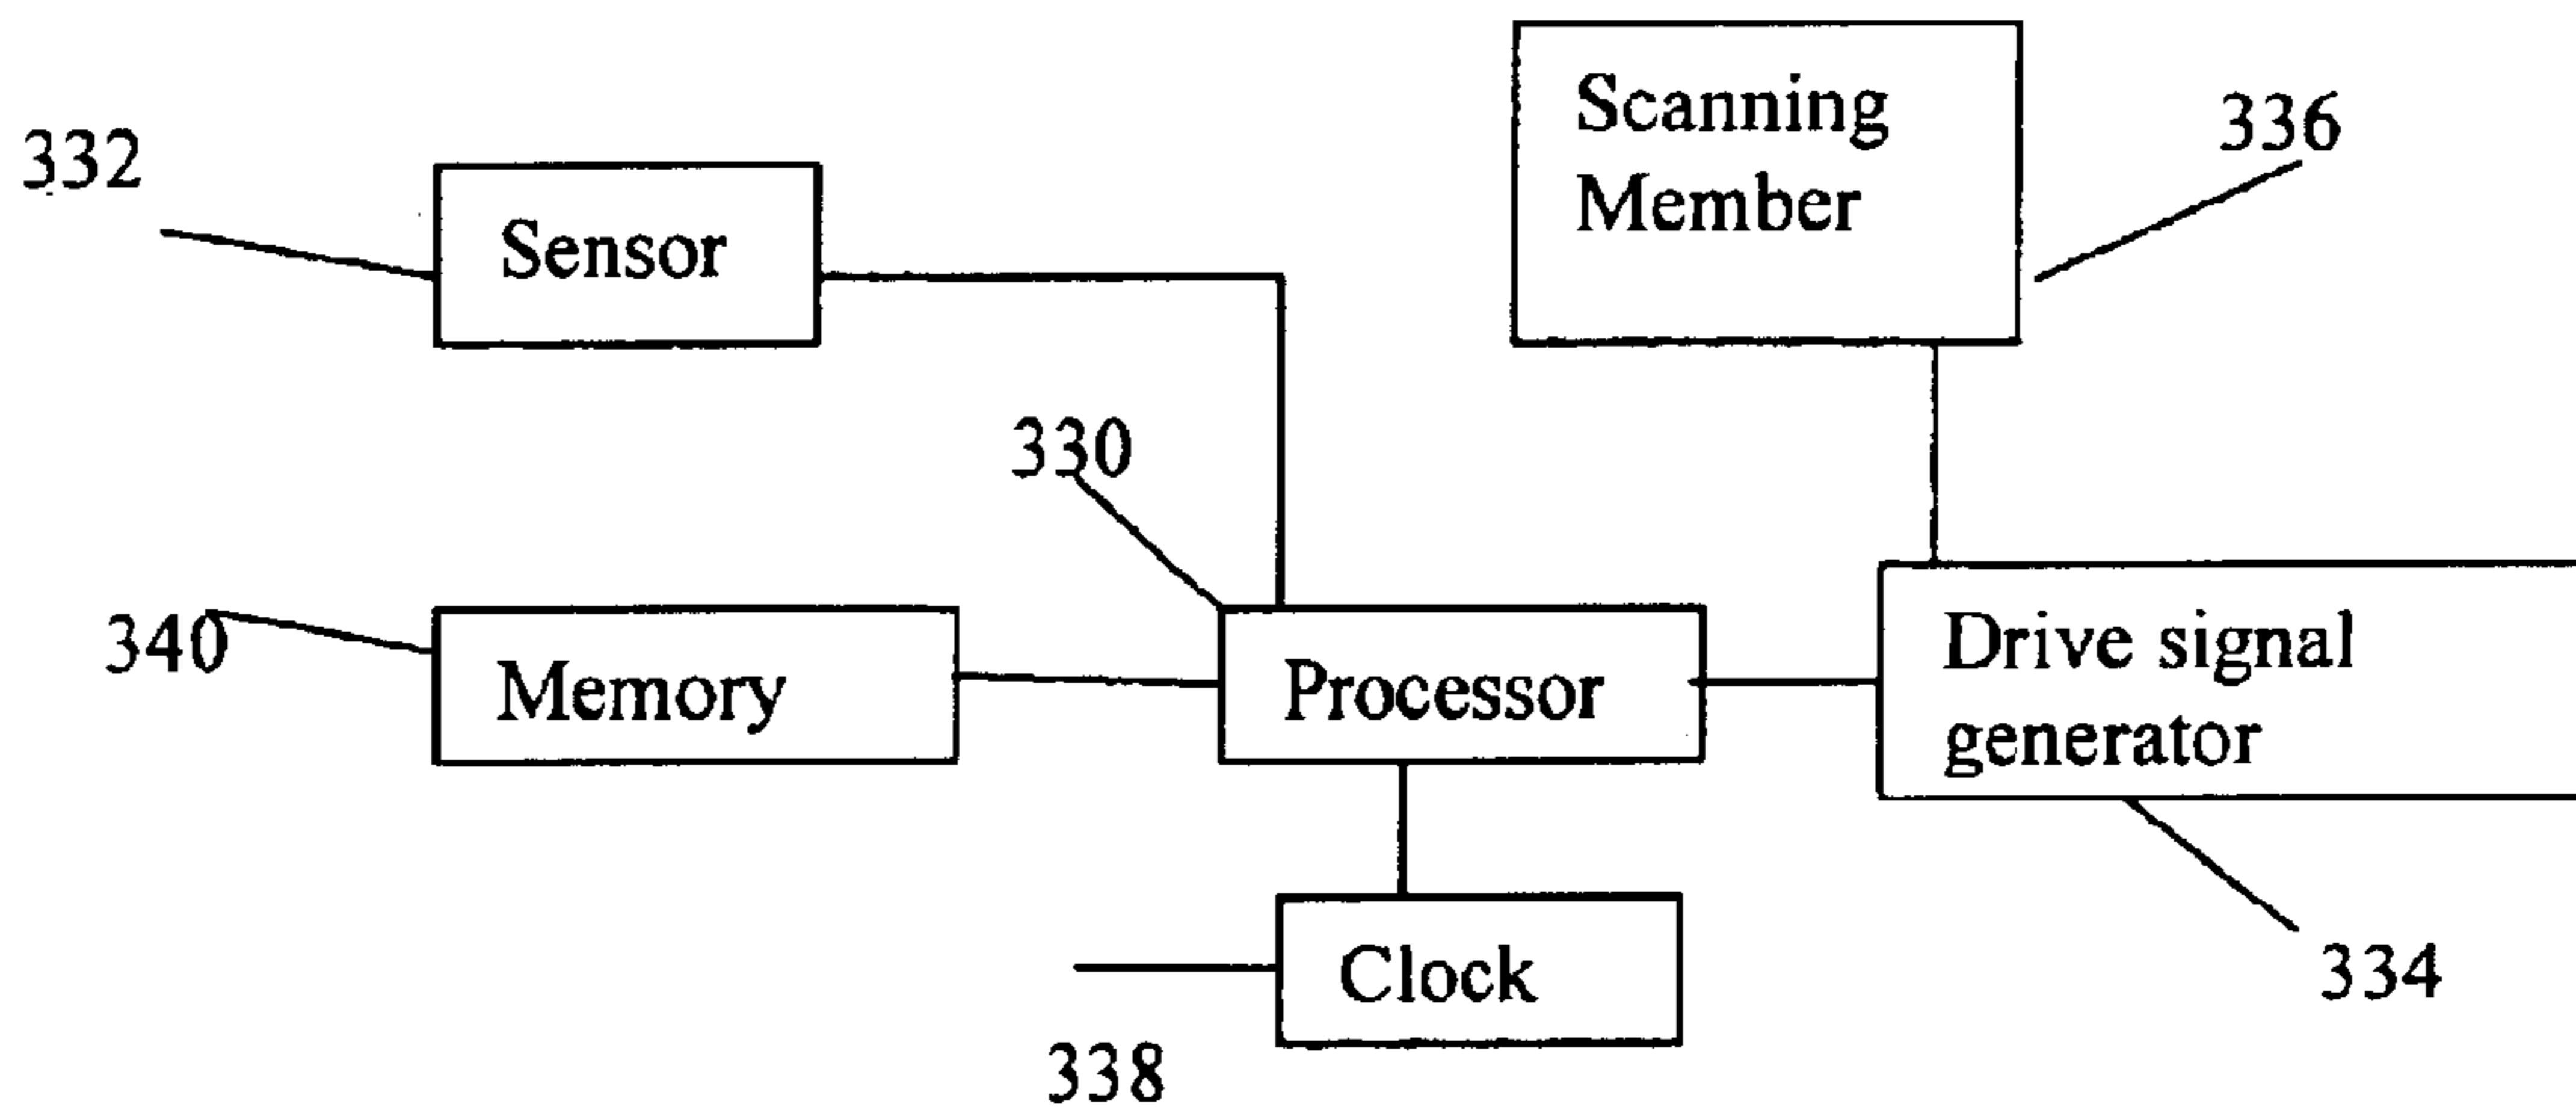 Scanning
Member
336
332
Sensor
330
340
Memory
Processor
Drive signal
generator
Clock
334
338